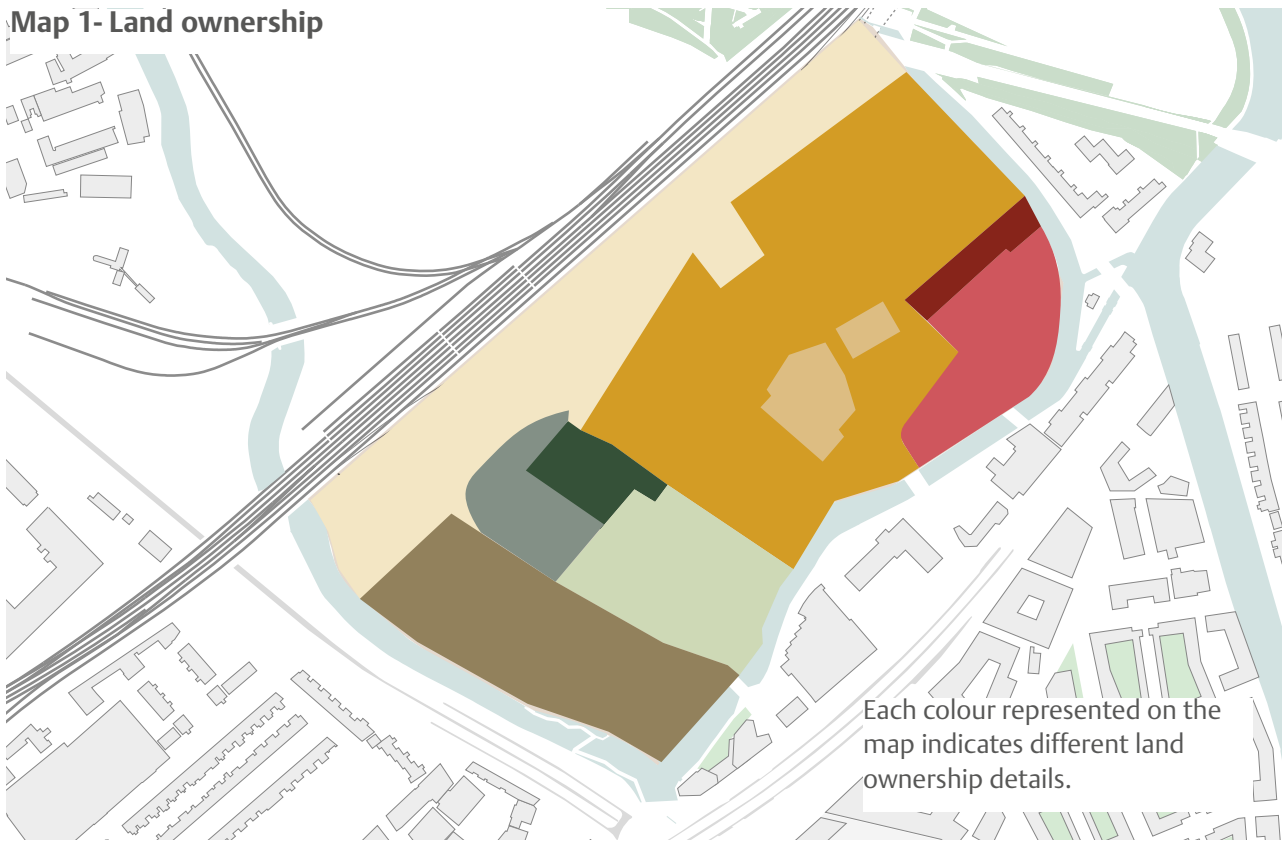 Map 1- Land ownership
Each colour represented on the
map indicates different land
ownership details.